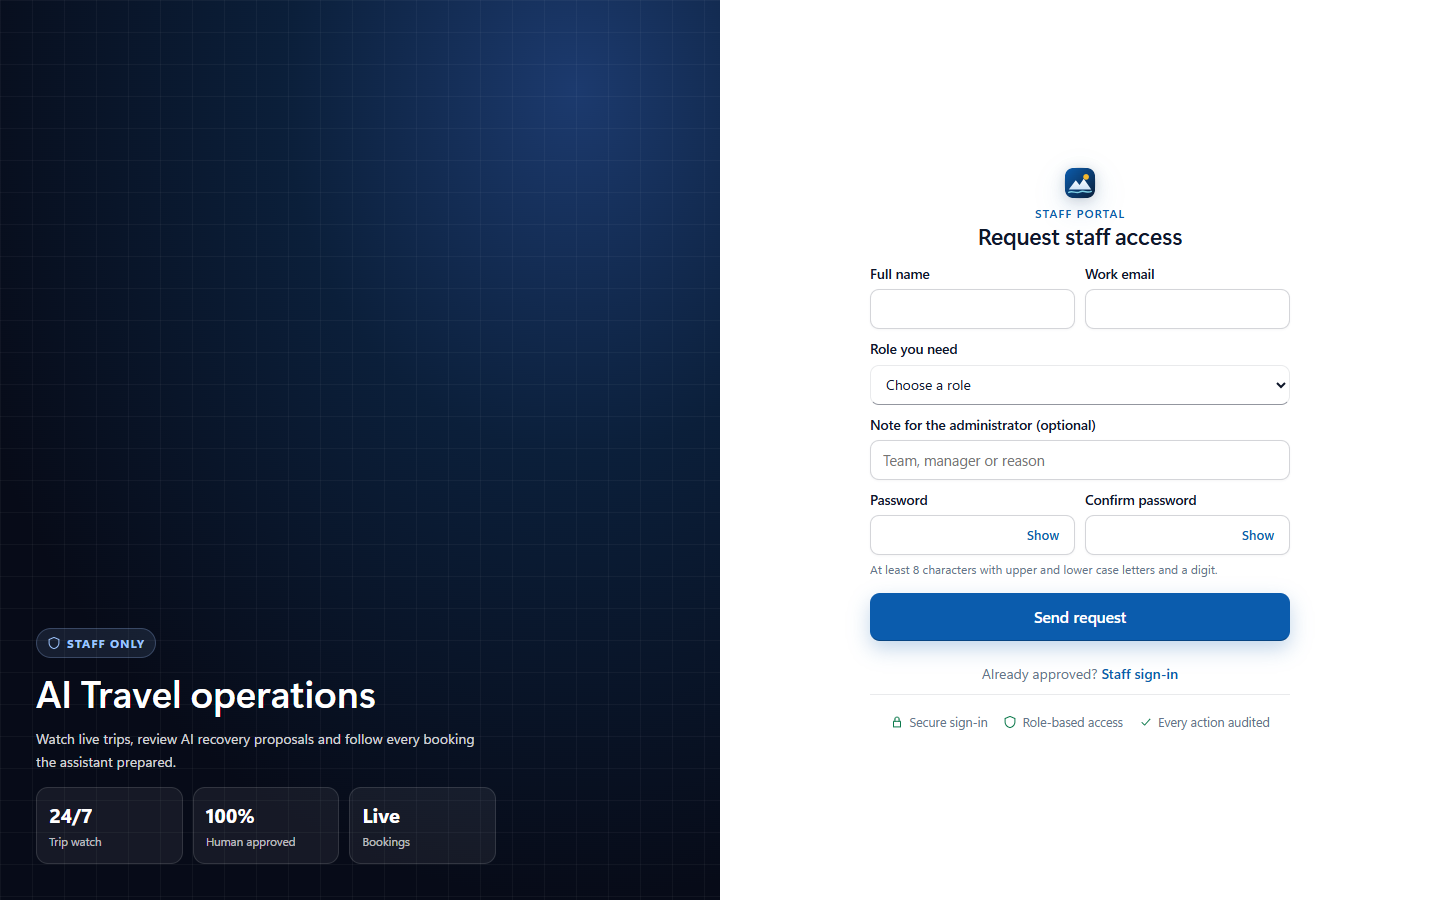 STAFF ONLY
AI Travel operations
Watch live trips, review AI recovery proposals and follow every booking
the assistant prepared.
24/7
Trip watch
100%
Human approved
Live
Bookings
STAFF PORTAL
Request staff access
Full name
Work email
Role you need
Choose a role
Note for the administrator (optional)
Team, manager or reason
Password
Confirm password
Show
Show
At least 8 characters with upper and lower case letters and a digit.
Send request
Already approved? Staff sign-in
Secure sign-in
Role-based access
Every action audited